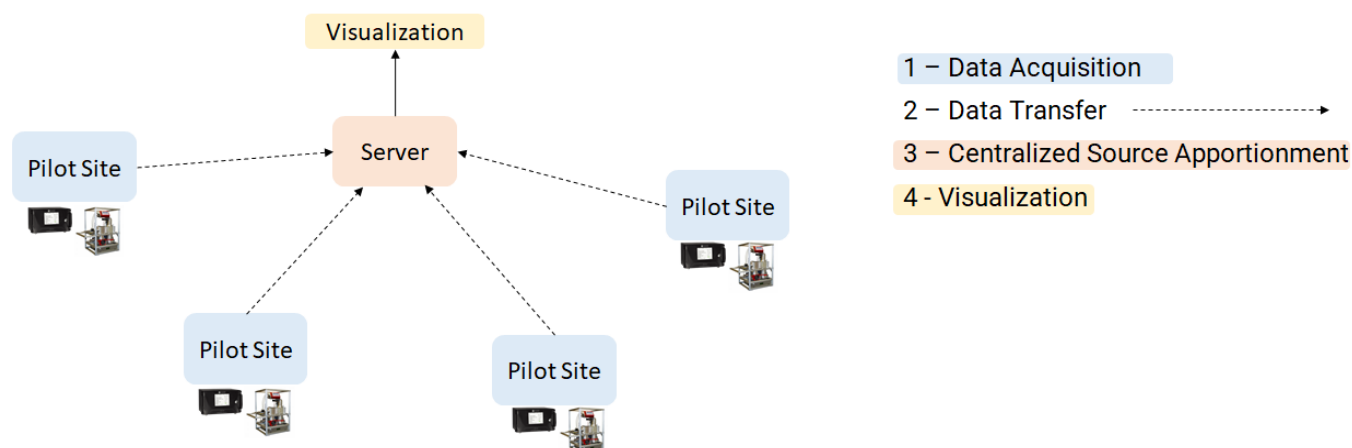 Visualization
Server
Pilot Site
Pilot Site
Pilot Site
Pilot Site
1 – Data Acquisition
2 – Data Transfer
3 – Centralized Source Apportionment
4 - Visualization